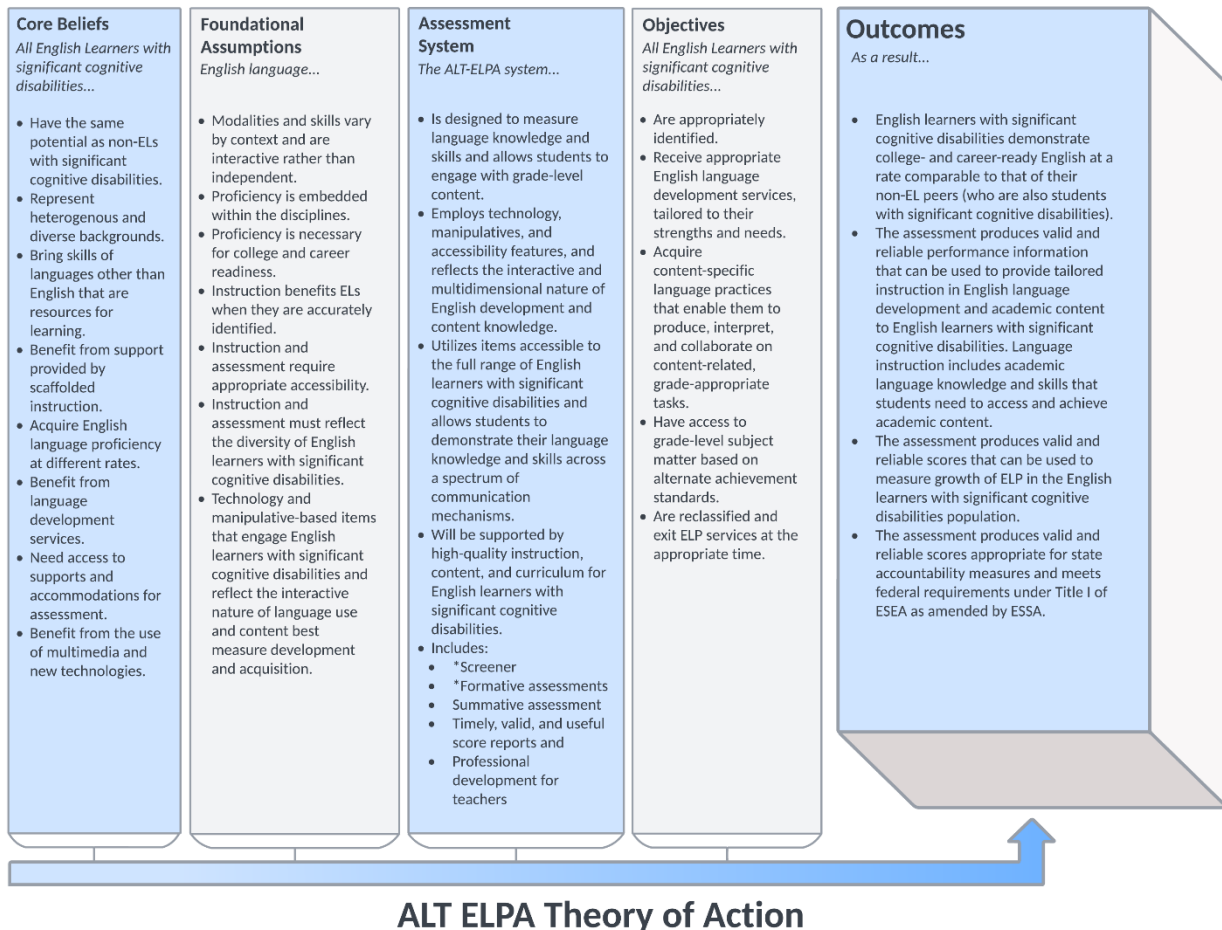 Core Beliefs
All English Learners with
significant cognitive
disabilities...
• Have the same
potential as non-ELs
with significant
cognitive disabilities.
• Represent
heterogenous and
diverse backgrounds.
• Bring skills of
languages other than
English that are
resources for
learning.
• Benefit from support
provided by
scaffolded
instruction.
• Acquire English
language proficiency
at different rates.
• Benefit from
language
development
services.
• Need access to
supports and
accommodations for
assessment.
• Benefit from the use
of multimedia and
new technologies.
Foundational
Assumptions
English language...
• Modalities and skills vary
by context and are
interactive rather than
independent.
• Proficiency is embedded
within the disciplines.
• Proficiency is necessary
for college and career
readiness.
• Instruction benefits ELs
when they are accurately
identified.
• Instruction and
assessment require
appropriate accessibility.
• Instruction and
assessment must reflect
the diversity of English
learners with significant
cognitive disabilities.
• Technology and
manipulative-based items
that engage English
learners with significant
cognitive disabilities and
reflect the interactive
nature of language use
and content best
measure development
and acquisition.
Assessment
System
The ALT-ELPA system...
• Is designed to measure
language knowledge and
skills and allows students to
engage with grade-level
content.
• Employs technology,
manipulatives, and
accessibility features, and
reflects the interactive and
multidimensional nature of
English development and
content knowledge.
• Utilizes items accessible to
the full range of English
learners with significant
cognitive disabilities and
allows students to
demonstrate their language
knowledge and skills across
a spectrum of
communication
mechanisms.
• Will be supported by
high-quality instruction,
content, and curriculum for
English learners with
significant cognitive
disabilities.
• Includes:
• *Screener
• *Formative assessments
• Summative assessment
• Timely, valid, and useful
score reports and
• Professional
development for
teachers
Objectives
All English Learners with
significant cognitive
disabilities...
• Are appropriately
identified.
• Receive appropriate
English language
development services,
tailored to their
strengths and needs.
• Acquire
content-specific
language practices
that enable them to
produce, interpret,
and collaborate on
content-related,
grade-appropriate
tasks.
• Have access to
grade-level subject
matter based on
alternate achievement
standards.
• Are reclassified and
exit ELP services at the
appropriate time.
Outcomes
As a result...
• English learners with significant
cognitive disabilities demonstrate
college- and career-ready English at a
rate comparable to that of their
non-EL peers (who are also students
with significant cognitive disabilities).
• The assessment produces valid and
reliable performance information
that can be used to provide tailored
instruction in English language
development and academic content
to English learners with significant
cognitive disabilities. Language
instruction includes academic
language knowledge and skills that
students need to access and achieve
academic content.
• The assessment produces valid and
reliable scores that can be used to
measure growth of ELP in the English
learners with significant cognitive
disabilities population.
• The assessment produces valid and
reliable scores appropriate for state
accountability measures and meets
federal requirements under Title I of
ESEA as amended by ESSA.
ALT ELPA Theory of Action